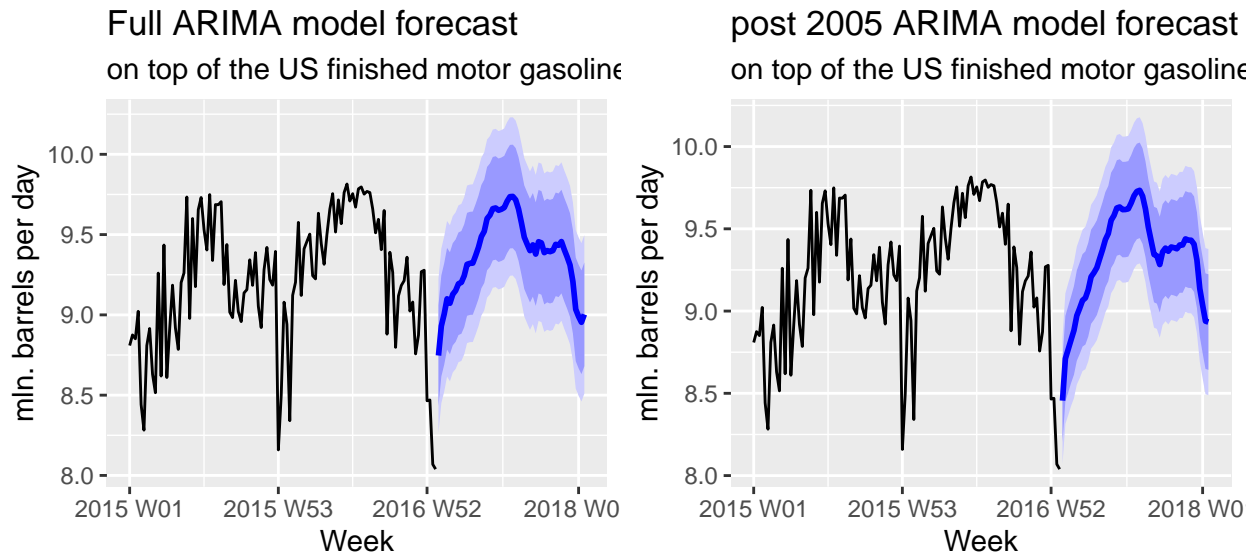 Full ARIMA model forecast
on top of the US finished motor gasoline
mln. barrels per day
10.0
9.5
9.0
8.5
8.0
2015 W01 2015 W53 2016 W52 2018 W0
Week
post 2005 ARIMA model forecast
on top of the US finished motor gasoline
mln. barrels per day
10.0
9.5
9.0
8.5
8.0
2015 W01 2015 W53 2016 W52 2018 W0
Week